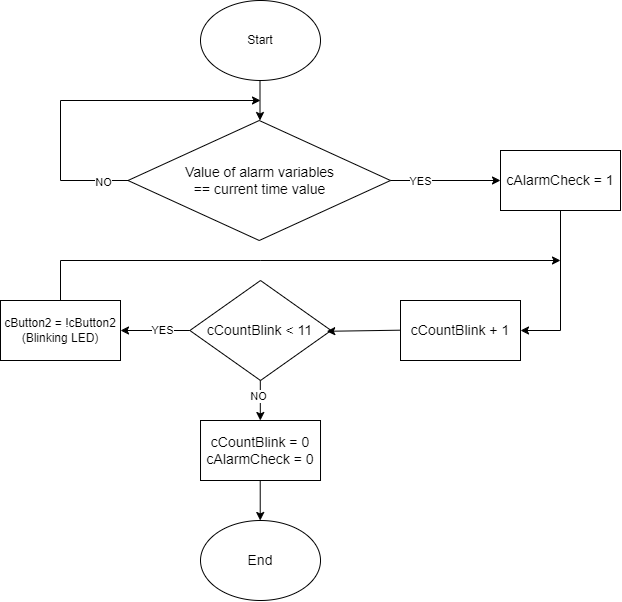 Start
Value of alarm variables
== current time value
NO
YES
cAlarmCheck = 1
cButton2 = !cButton2
(Blinking LED)
YES
cCountBlink < 11
cCountBlink + 1
NO
cCountBlink = 0
cAlarmCheck = 0
End